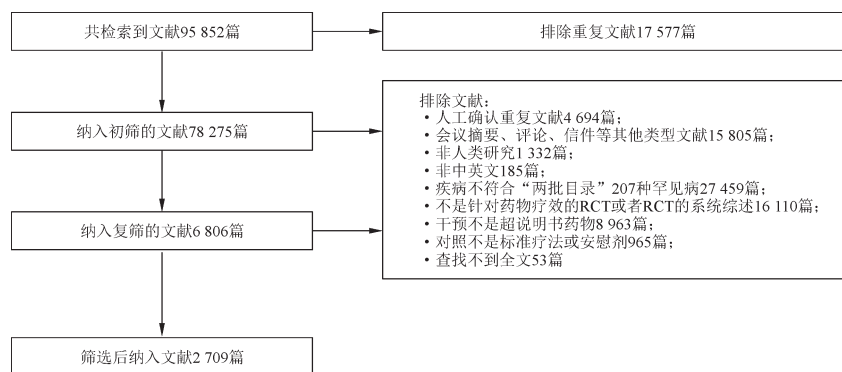 共检索到文献95 852篇
排除重复文献17 577篇
纳入初筛的文献78 275篇
排除文献：
·人工确认重复文献4 694篇；
·会议摘要、评论、信件等其他类型文献15 805篇；
·非人类研究1 332篇；
·非中英文185篇；
·疾病不符合“两批目录”207种罕见病27 459篇；
·不是针对药物疗效的RCT或者RCT的系统综述16 110篇；
·干预不是超说明书药物8 963篇；
·对照不是标准疗法或安慰剂965篇；
·查找不到全文53篇
纳入复筛的文献6 806篇
筛选后纳入文献2 709篇